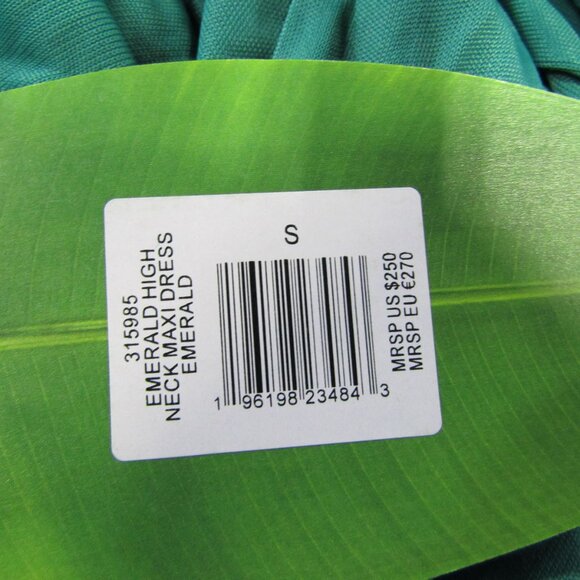 315985
EMERALD HIGH
NECK MAXI DRESS
EMERALD
S
1 96198 23484 3
MRSP US $250
MRSP EU €270